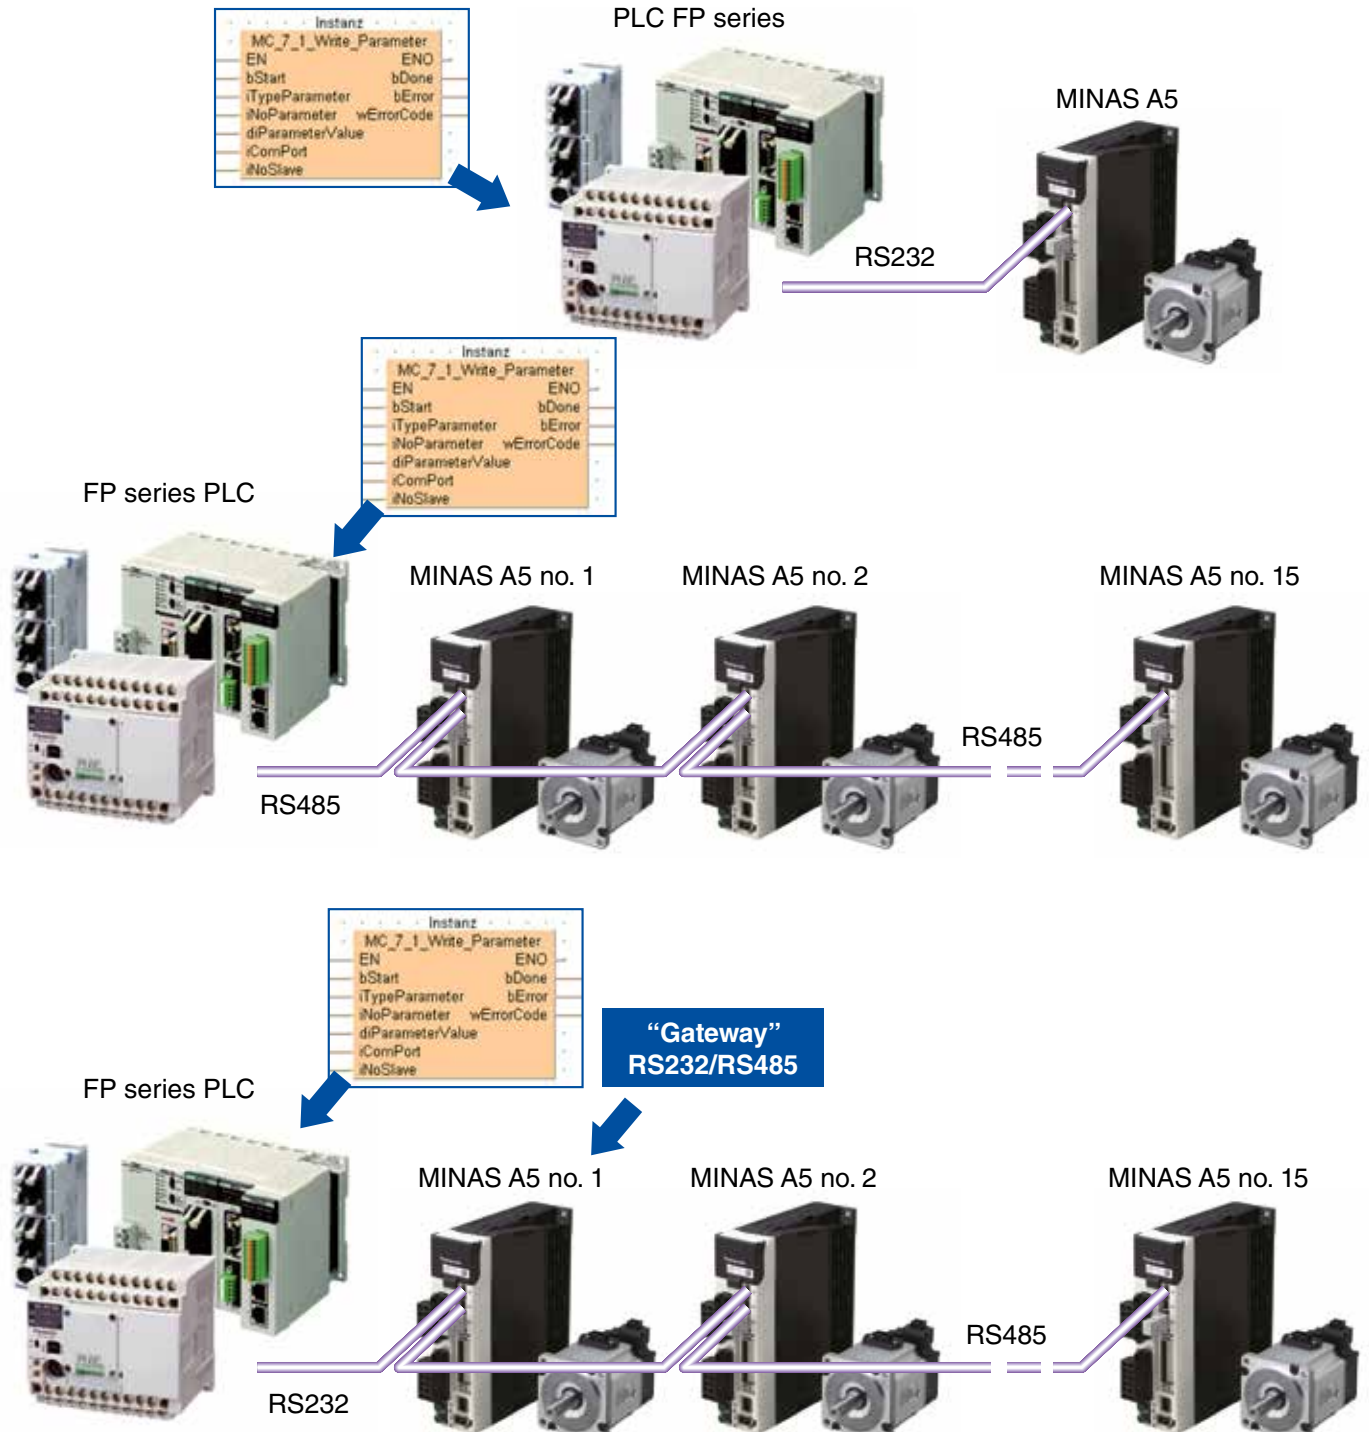 PLC FP series
Instanz
MC_7_1_Write_Parameter
EN ENO
bStart bDone
iTypeParameter bError
iNoParameter wErrorCode
diParameterValue
iComPort
iNoSlave
MINAS A5
RS232
Instanz
MC_7_1_Write_Parameter
EN ENO
bStart bDone
iTypeParameter bError
iNoParameter wErrorCode
diParameterValue
iComPort
iNoSlave
FP series PLC
MINAS A5 no. 1
MINAS A5 no. 2
MINAS A5 no. 15
RS485
RS485
Instanz
MC_7_1_Write_Parameter
EN ENO
bStart bDone
iTypeParameter bError
iNoParameter wErrorCode
diParameterValue
iComPort
iNoSlave
“Gateway”
RS232/RS485
FP series PLC
MINAS A5 no. 1
MINAS A5 no. 2
MINAS A5 no. 15
RS485
RS232